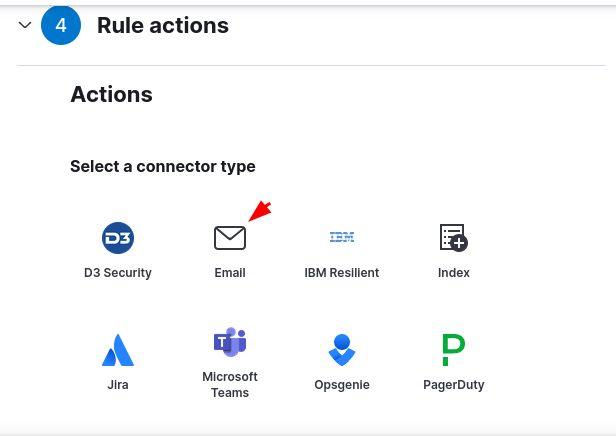 4 Rule actions
Actions
Select a connector type
D3
D3 Security
Email
IBM
IBM Resilient
Index
T
P
Jira
Microsoft
Teams
Opsgenie
PagerDuty